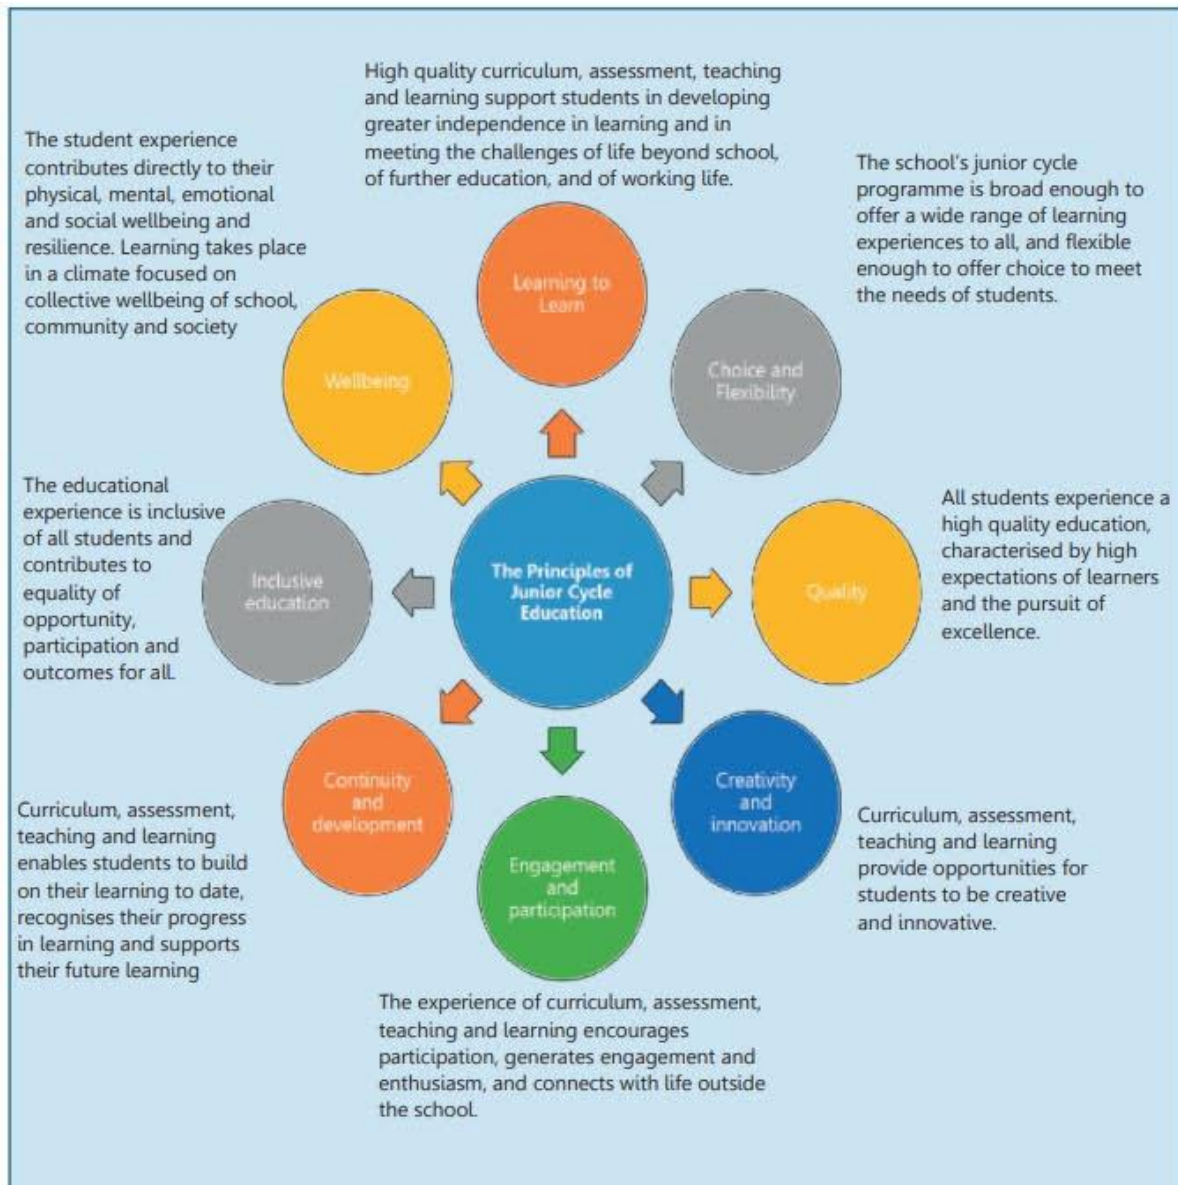 High quality curriculum, assessment, teaching
and learning support students in developing
greater independence in learning and in
meeting the challenges of life beyond school,
of further education, and of working life.
The student experience
contributes directly to their
physical, mental, emotional
and social wellbeing and
resilience. Learning takes place
in a climate focused on
collective wellbeing of school,
community and society
The school's junior cycle
programme is broad enough to
offer a wide range of learning
experiences to all, and flexible
enough to offer choice to meet
the needs of students.
Learning to
Learn
Wellbeing
Choice and
Flexibility
The educational
experience is inclusive
of all students and
contributes to
equality of
opportunity,
participation and
outcomes for all.
Inclusive
education
The Principles of
Junior Cycle
Education
Quality
All students experience a
high quality education,
characterised by high
expectations of learners
and the pursuit of
excellence.
Continuity
and
development
Engagement
and
participation
Creativity
and
innovation
Curriculum, assessment,
teaching and learning
enables students to build
on their learning to date,
recognises their progress
in learning and supports
their future learning
Curriculum, assessment,
teaching and learning
provide opportunities for
students to be creative
and innovative.
The experience of curriculum, assessment,
teaching and learning encourages
participation, generates engagement and
enthusiasm, and connects with life outside
the school.